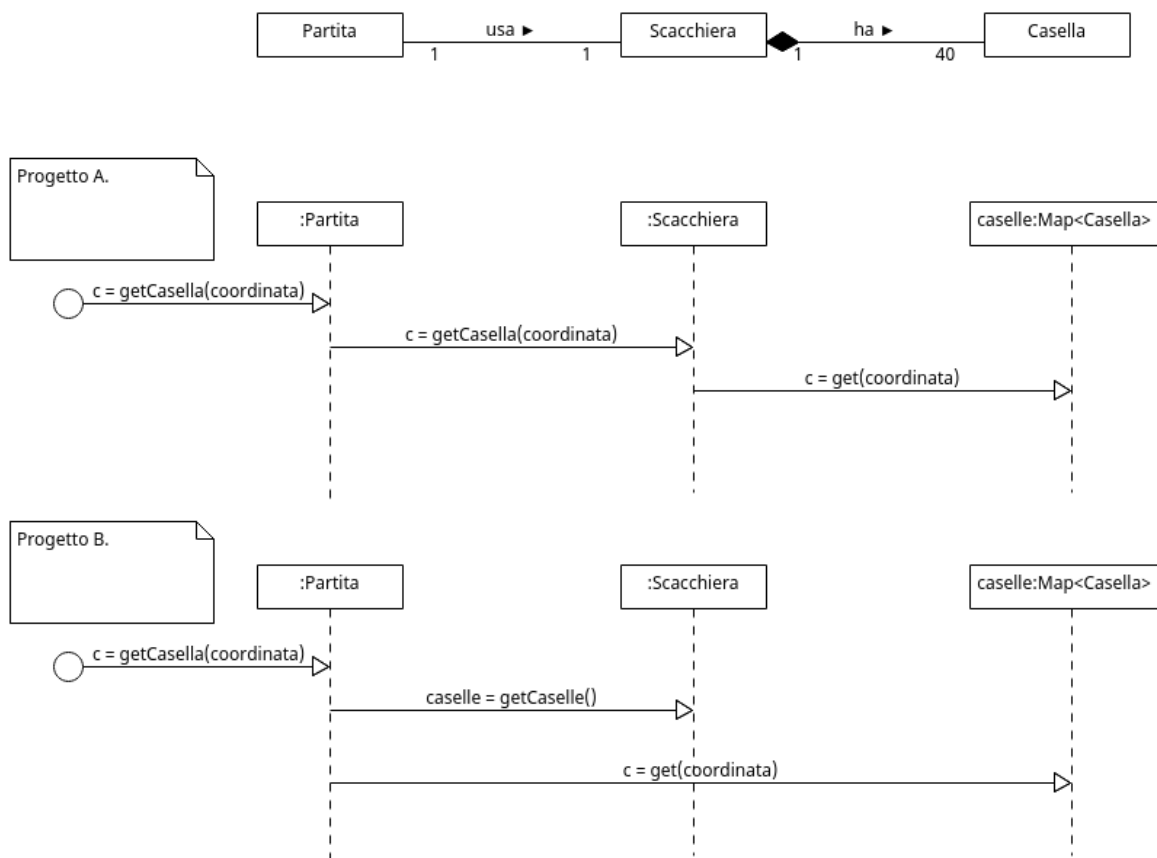 Partita
usa ►
Scacchiera
ha ►
Casella
1
1
1
40
Progetto A.
:Partita
:Scacchiera
caselle:Map<Casella>
c = getCasella(coordinata)
c = getCasella(coordinata)
c = get(coordinata)
Progetto B.
:Partita
:Scacchiera
caselle:Map<Casella>
c = getCasella(coordinata)
caselle = getCaselle()
c = get(coordinata)